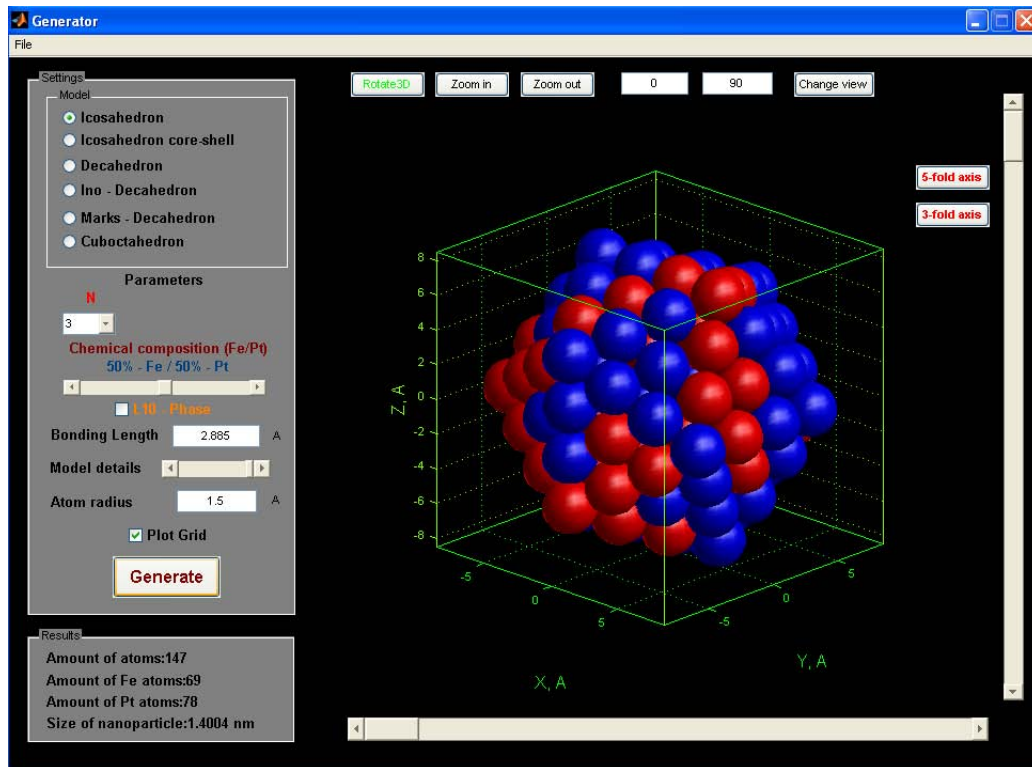 Generator
File
Settings
Model
Icosahedron
Icosahedron core-shell
Decahedron
Ino - Decahedron
Marks - Decahedron
Cuboctahedron
Parameters
N
3
Chemical composition (Fe/Pt)
50% - Fe / 50% - Pt
L10 - Phase
Bonding Length 2.885 A
Model details
Atom radius 1.5 A
Plot Grid
Generate
Results
Amount of atoms:147
Amount of Fe atoms:69
Amount of Pt atoms:78
Size of nanoparticle:1.4004 nm
Rotate3D Zoom in Zoom out 0 90 Change view
5-fold axis
3-fold axis
8
6
4
2
0
-2
-4
-6
-8
Z, A
-5 0 5
X, A
-5 0 5
Y, A